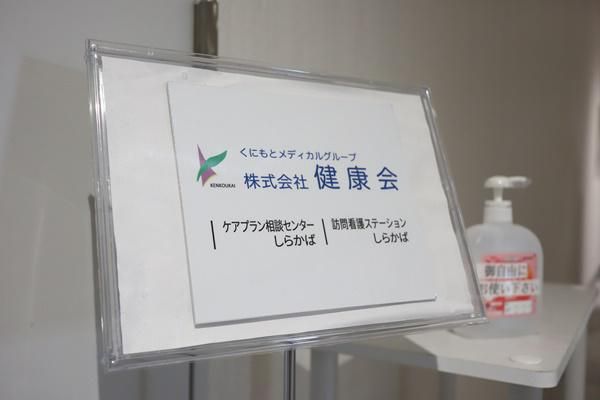 くにもとメディカルグループ
KENKOUKAI
株式会社 健康会
ケアプラン相談センター
しらかば
訪問看護ステーション
しらかば
御自由に
お使い下さい